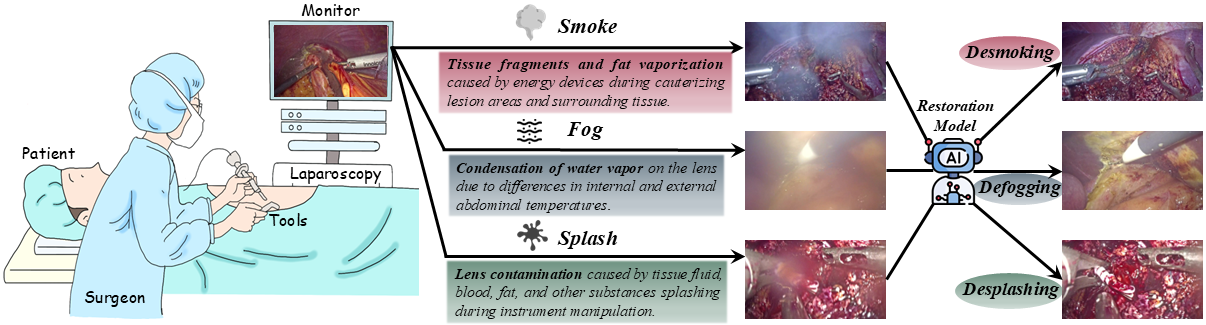 Monitor
Patient
Laparoscopy
Tools
Surgeon
Smoke
Tissue fragments and fat vaporization
caused by energy devices during cauterizing
lesion areas and surrounding tissue.
Fog
Condensation of water vapor on the lens
due to differences in internal and external
abdominal temperatures.
Splash
Lens contamination caused by tissue fluid,
blood, fat, and other substances splashing
during instrument manipulation.
Restoration
Model
AI
Desmoking
Defogging
Desplashing